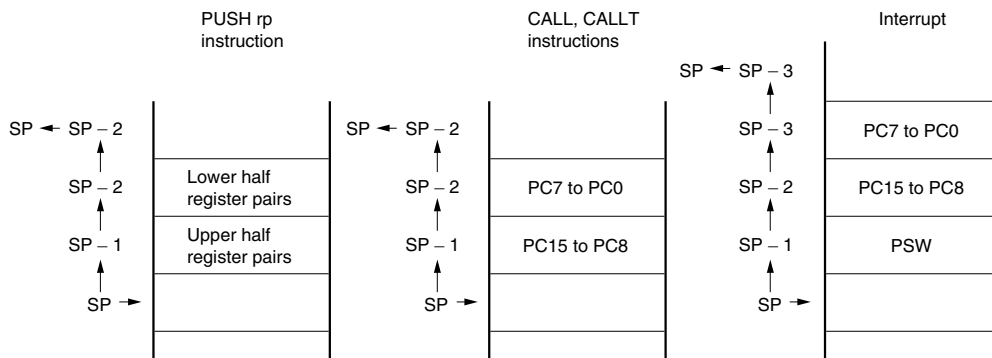 PUSH rp
instruction
SP
SP – 2
SP – 2
Lower half
register pairs
SP – 1
Upper half
register pairs
SP
CALL, CALLT
instructions
SP
SP – 2
SP – 2
PC7 to PC0
SP – 1
PC15 to PC8
SP
Interrupt
SP
SP – 3
SP – 3
PC7 to PC0
SP – 2
PC15 to PC8
SP – 1
PSW
SP